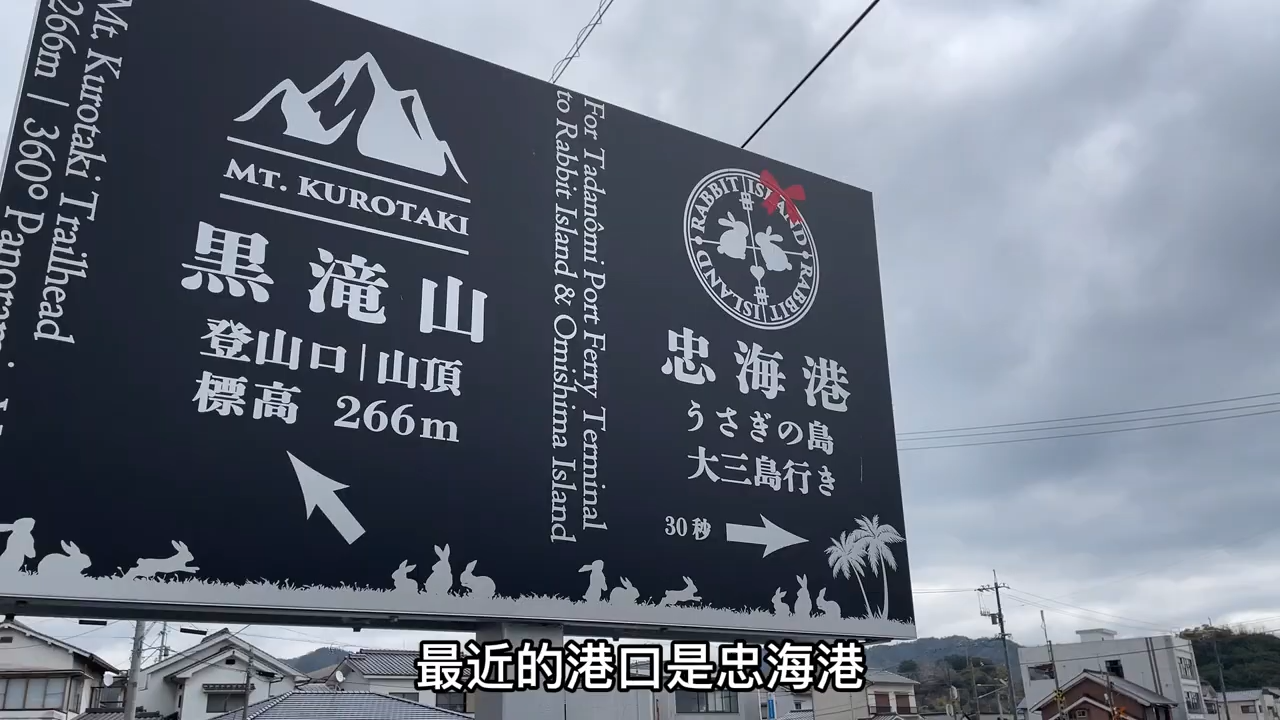 Mt. Kurotaki Trailhead
266m | 360° Panorami
MT. KUROTAKI
黒滝山
登山口|山頂
標高 266m
For Tadanômi Port Ferry Terminal
to Rabbit Island & Omishima Island
RABBIT ISLAND • RABBIT ISLAND •
忠海港
うさぎの島
大三島行き
30秒
最近的港口是忠海港